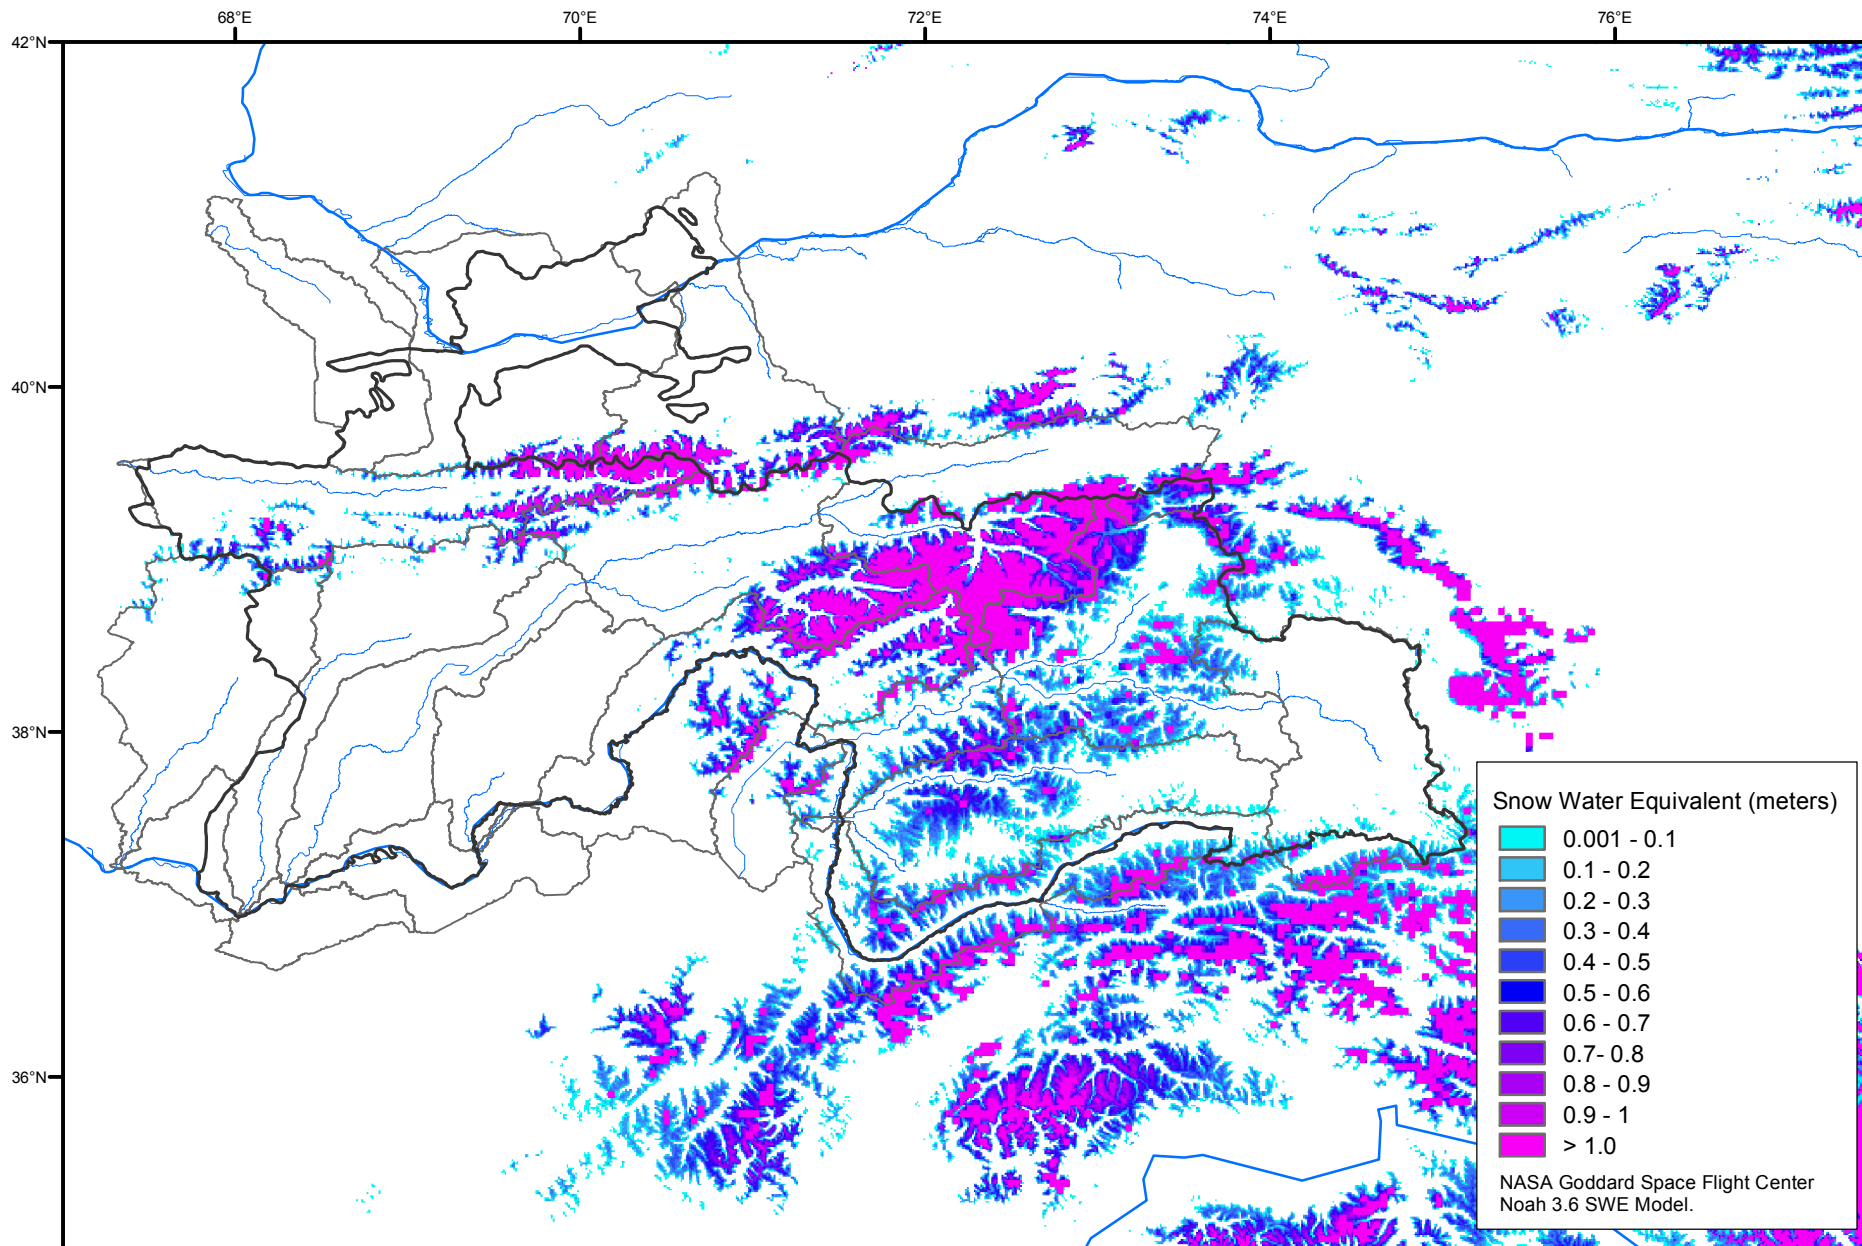 68°E
70°E
72°E
74°E
76°E
42°N
40°N
38°N
36°N
Snow Water Equivalent (meters)
0.001 - 0.1
0.1 - 0.2
0.2 - 0.3
0.3 - 0.4
0.4 - 0.5
0.5 - 0.6
0.6 - 0.7
0.7- 0.8
0.8 - 0.9
0.9 - 1
> 1.0
NASA Goddard Space Flight Center
Noah 3.6 SWE Model.